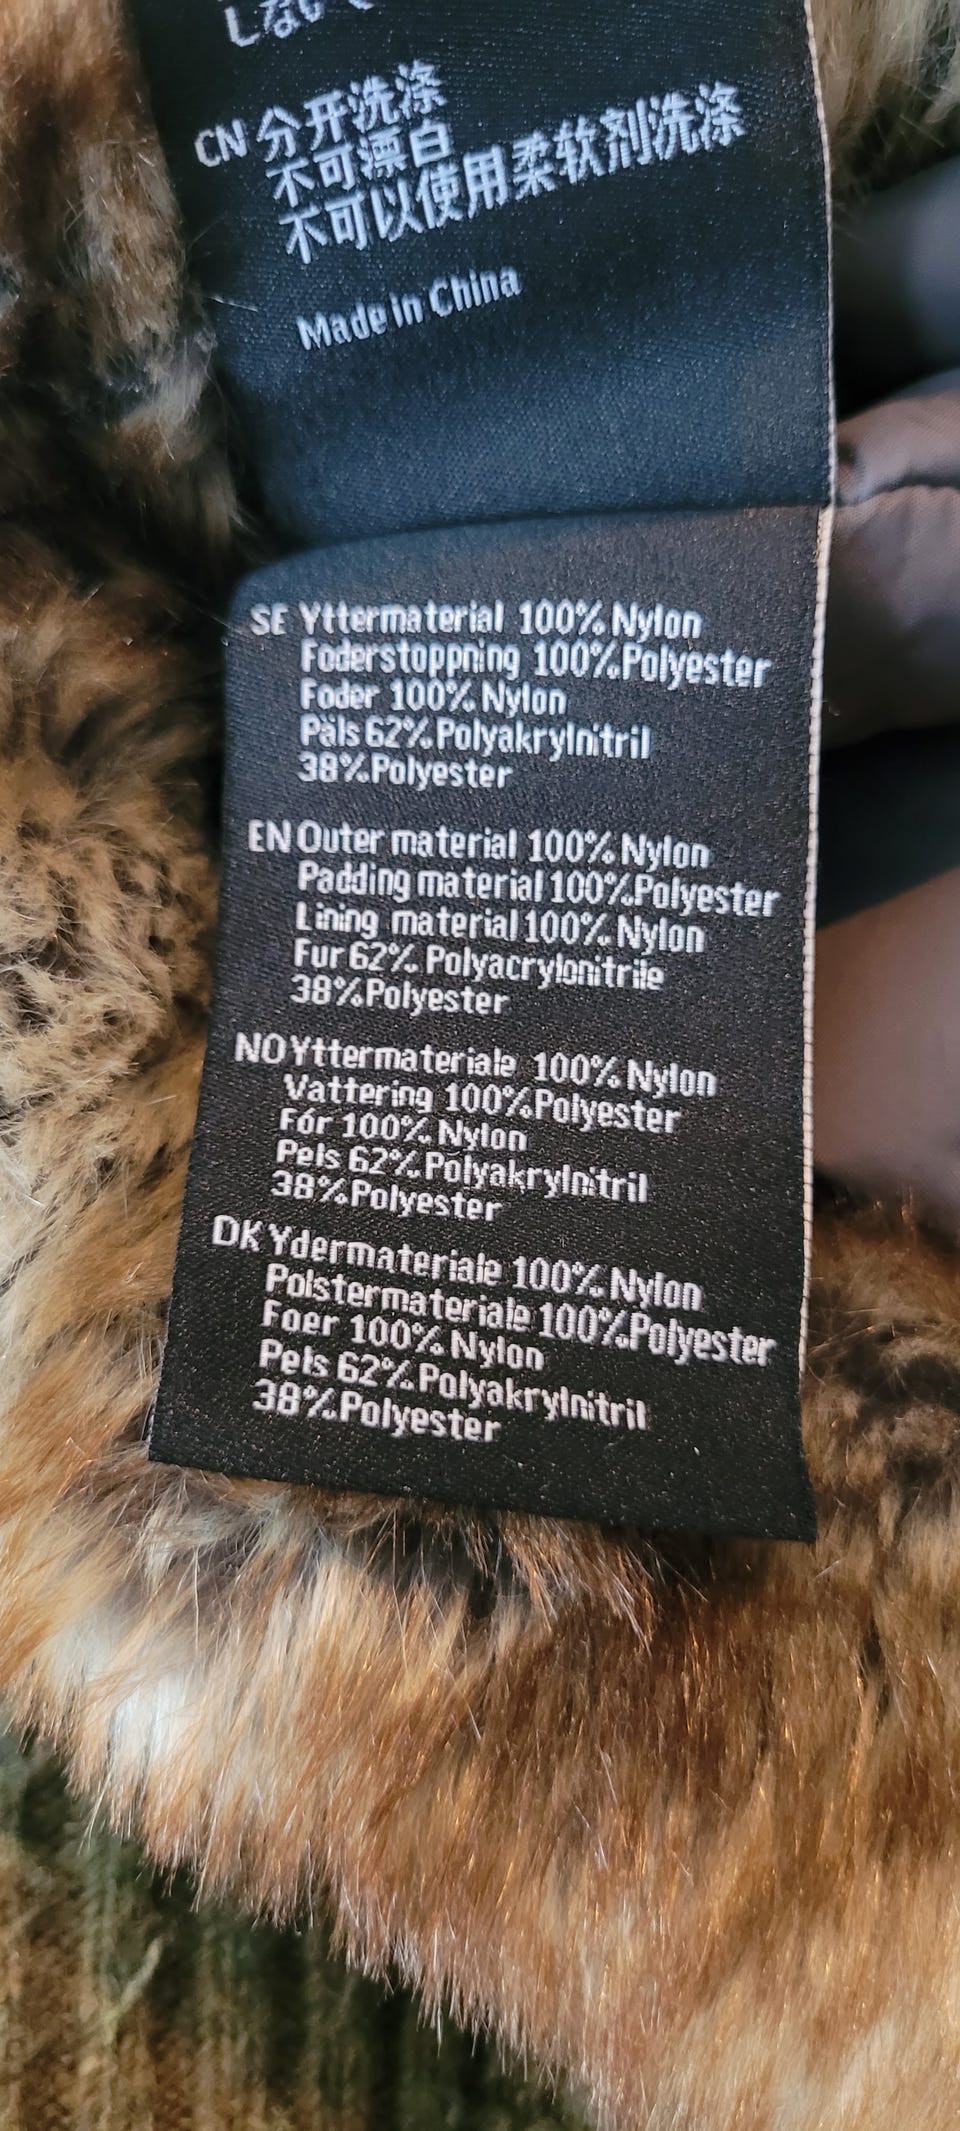 しないで
CN 分开洗涤
不可漂白
不可以使用柔软剂洗涤
Made in China
SE Yttermaterial 100% Nylon
Foderstoppning 100%Polyester
Foder 100% Nylon
Päls 62% Polyakrylnitril
38%Polyester
EN Outer material 100% Nylon
Padding material 100%Polyester
Lining material 100% Nylon
Fur 62% Polyacrylonitrile
38%Polyester
NO Yttermateriale 100% Nylon
Vattering 100%Polyester
Fór 100% Nylon
Pels 62% Polyakrylnitril
38%Polyester
DK Ydermateriale 100% Nylon
Polstermateriale 100%Polyester
Foer 100% Nylon
Pels 62% Polyakrylnitril
38%Polyester